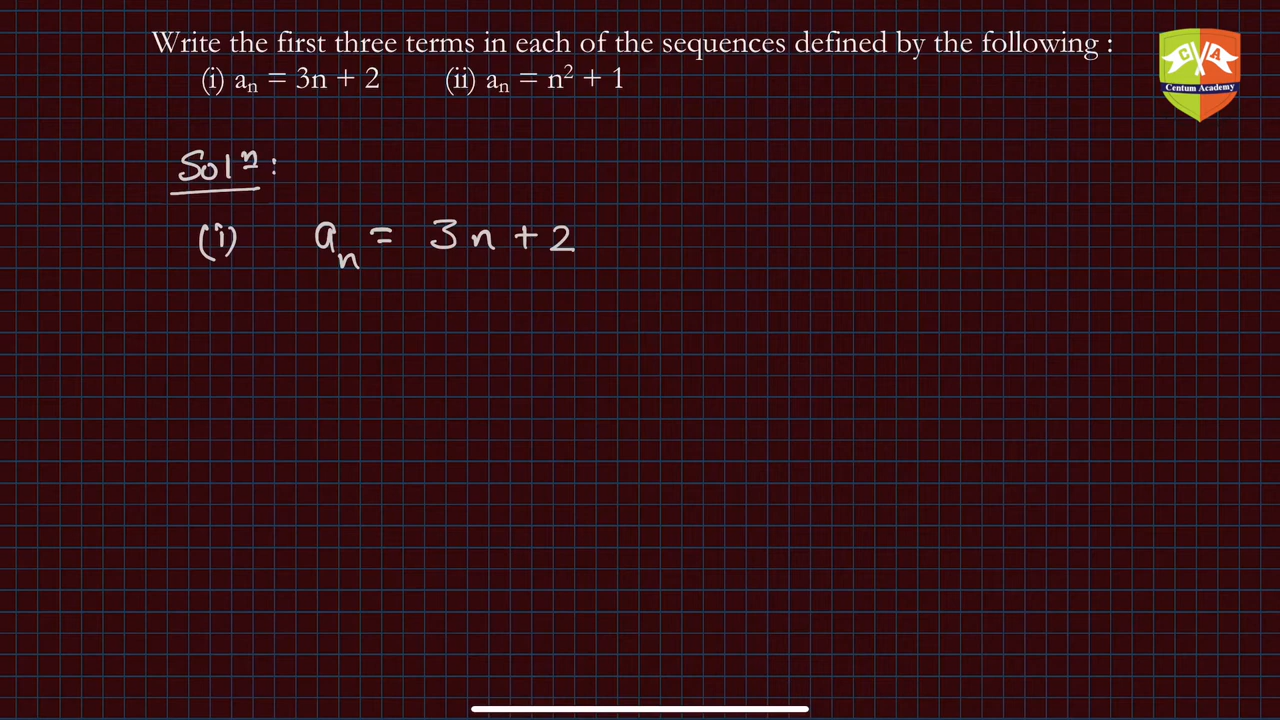 Write the first three terms in each of the sequences defined by the following :
(i) aₙ = 3n + 2 (ii) aₙ = n² + 1
C A
Centum Academy
Solⁿ :
(i) aₙ = 3n + 2